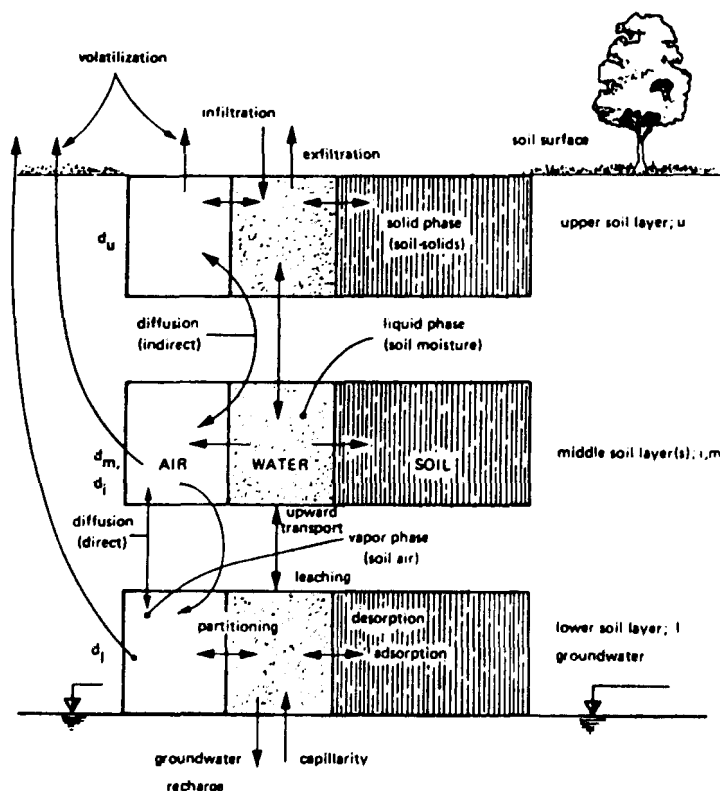 volatilization
infiltration
exfiltration
soil surface
d_u
solid phase
(soil-solids)
upper soil layer; u
diffusion
(indirect)
liquid phase
(soil moisture)
d_m,
d_i
AIR
WATER
SOIL
middle soil layer(s); i,m
diffusion
(direct)
upward
transport
vapor phase
(soil air)
leaching
partitioning
desorption
adsorption
d_l
lower soil layer; l
groundwater
groundwater
recharge
capillarity